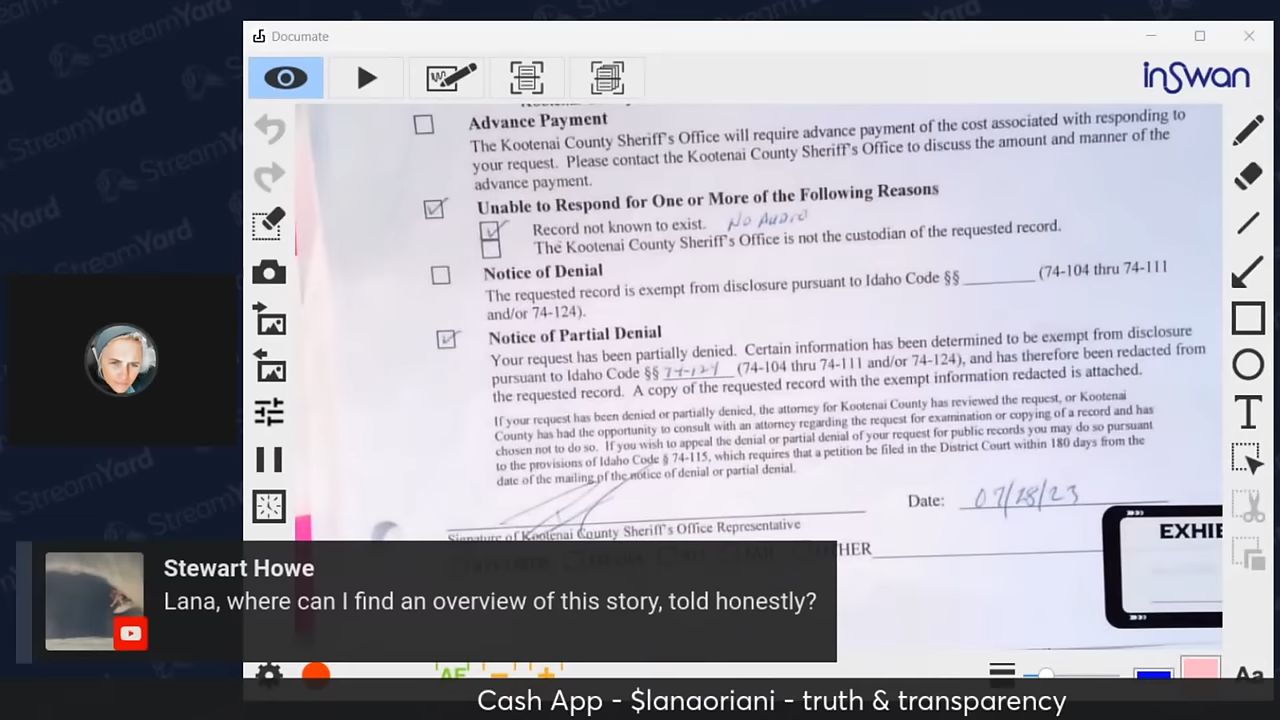 StreamYard
Documate
inSwan
Advance Payment
The Kootenai County Sheriff's Office will require advance payment of the cost associated with responding to
your request. Please contact the Kootenai County Sheriff's Office to discuss the amount and manner of the
advance payment.
Unable to Respond for One or More of the Following Reasons
Record not known to exist. No Audio
The Kootenai County Sheriff's Office is not the custodian of the requested record.
Notice of Denial
The requested record is exempt from disclosure pursuant to Idaho Code §§ ________ (74-104 thru 74-111
and/or 74-124).
Notice of Partial Denial
Your request has been partially denied. Certain information has been determined to be exempt from disclosure
pursuant to Idaho Code §§ 74-124 (74-104 thru 74-111 and/or 74-124), and has therefore been redacted from
the requested record. A copy of the requested record with the exempt information redacted is attached.
If your request has been denied or partially denied, the attorney for Kootenai County has reviewed the request, or Kootenai
County has had the opportunity to consult with an attorney regarding the request for examination or copying of a record and has
chosen not to do so. If you wish to appeal the denial or partial denial of your request for public records you may do so pursuant
to the provisions of Idaho Code § 74-115, which requires that a petition be filed in the District Court within 180 days from the
date of the mailing of the notice of denial or partial denial.
Date: 07/28/23
Signature of Kootenai County Sheriff's Office Representative
HER
EXHI
Stewart Howe
Lana, where can I find an overview of this story, told honestly?
T
AF
Aa
Cash App - $lanaoriani - truth & transparency